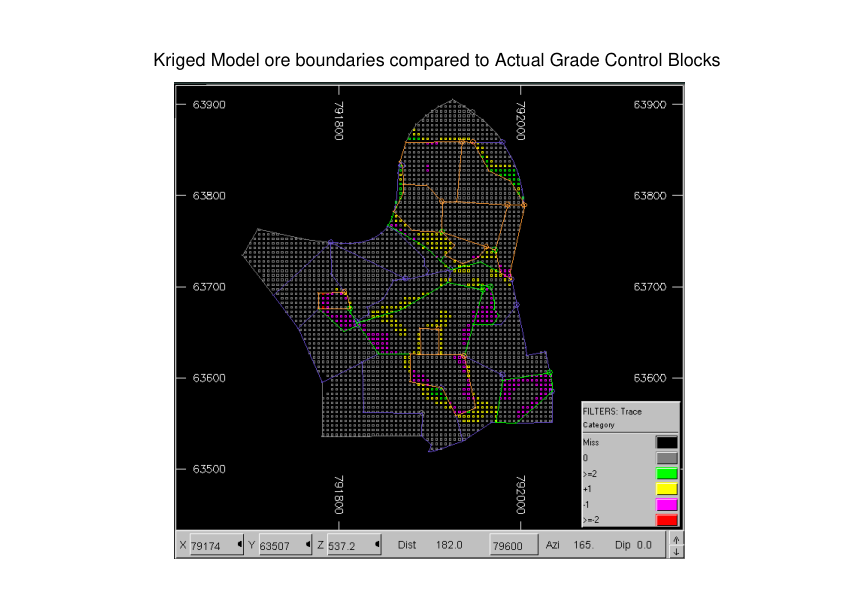 Kriged Model ore boundaries compared to Actual Grade Control Blocks
63900 791800 792000 63900
63800 63800
63700 63700
63600 63600
63500
791800 792000
FILTERS: Trace
Category
Miss
0
>=2
+1
-1
>=-2
X 79174 Y 63507 Z 537.2 Dist 182.0 79600 Azi 165. Dip 0.0